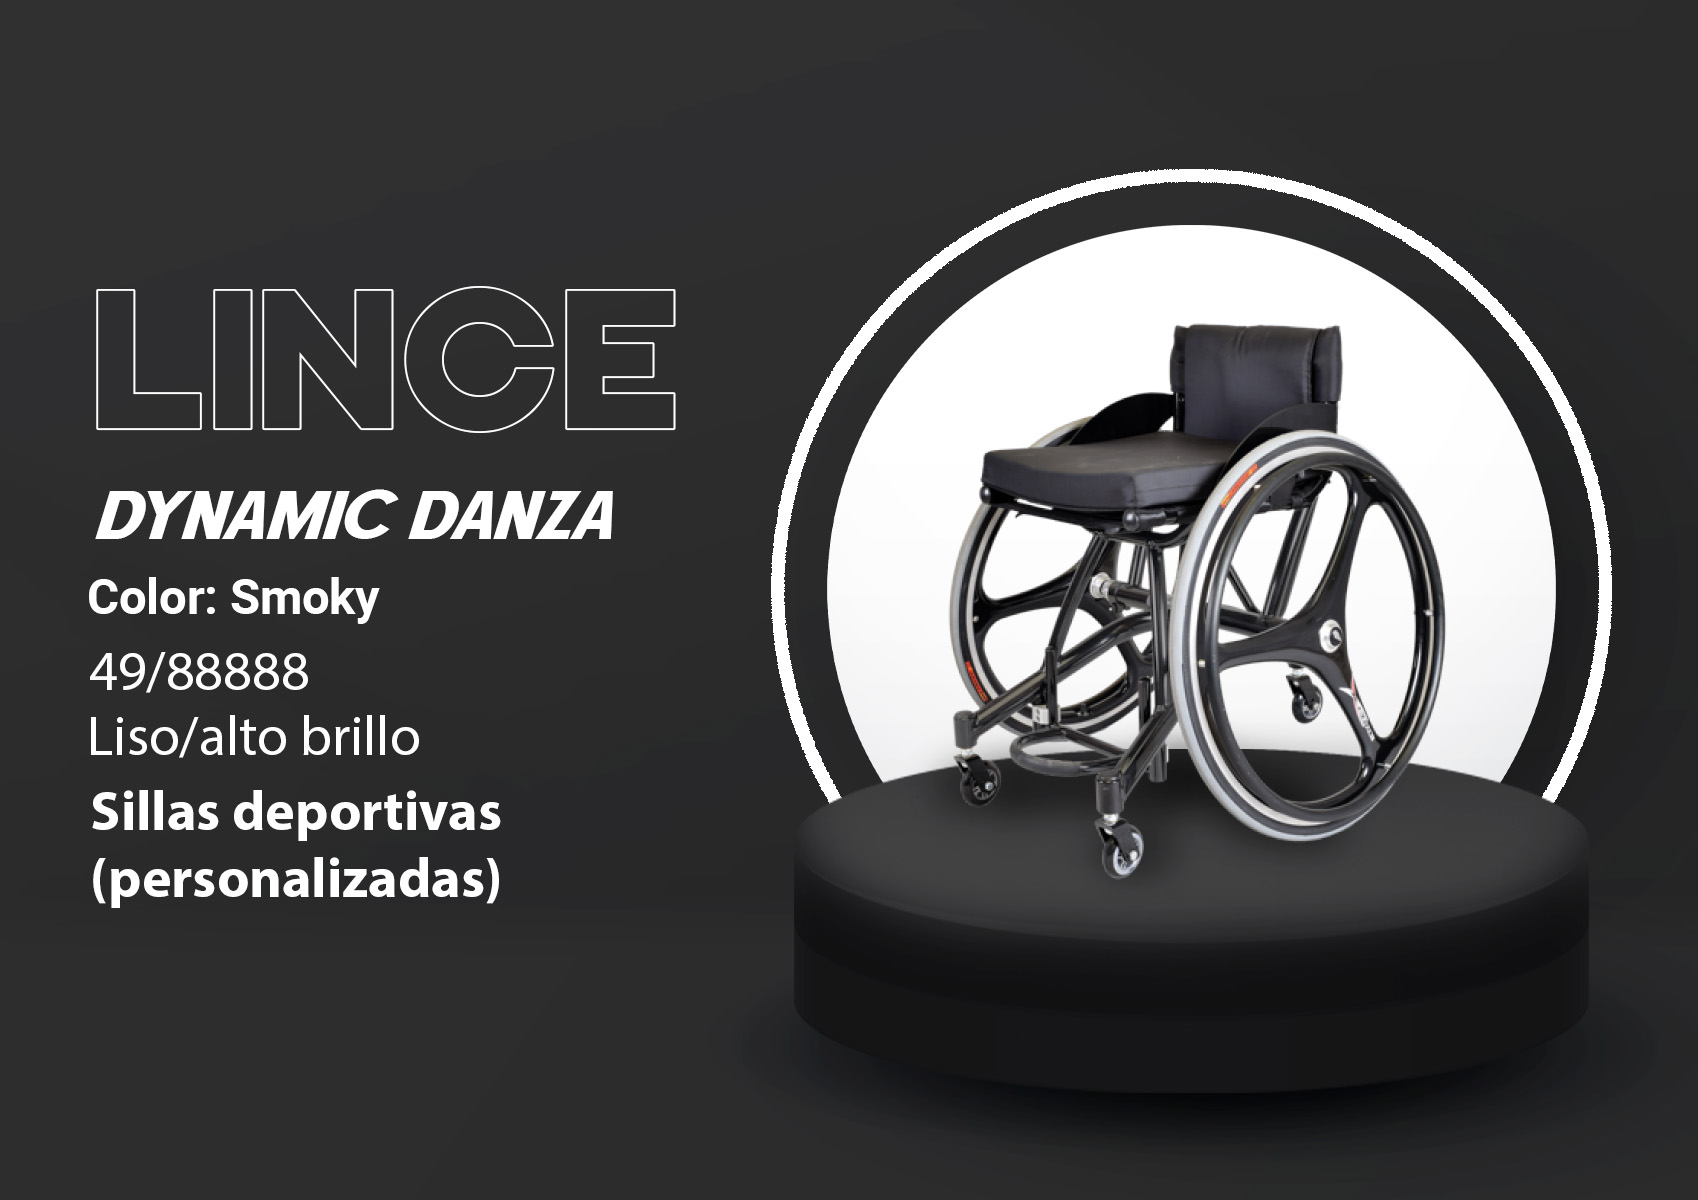 LINCE
DYNAMIC DANZA
Color: Smoky
49/88888
Liso/alto brillo
Sillas deportivas
(personalizadas)